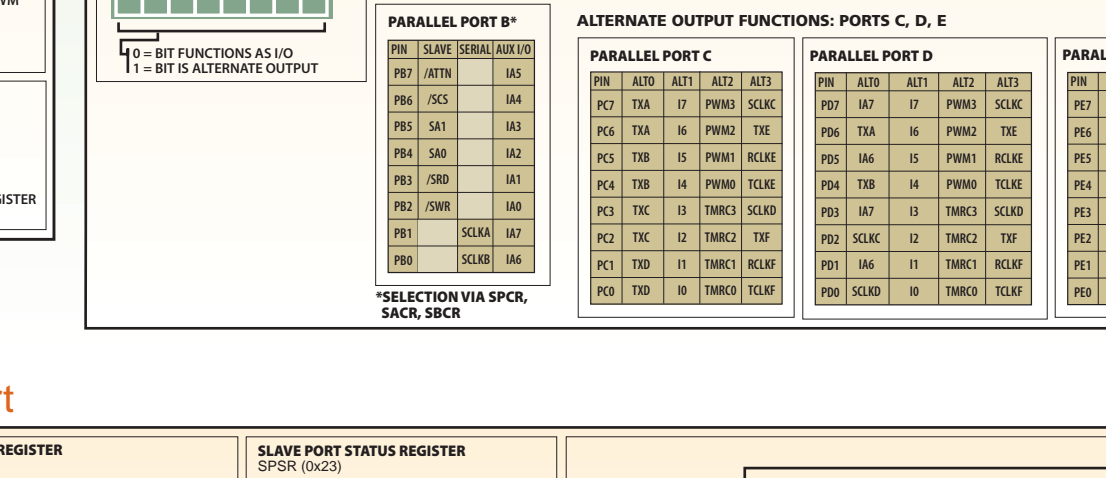 WM
0 = BIT FUNCTIONS AS I/O
1 = BIT IS ALTERNATE OUTPUT
GISTER
PARALLEL PORT B*
PIN SLAVE SERIAL AUX I/O
PB7 /ATTN IA5
PB6 /SCS IA4
PB5 SA1 IA3
PB4 SA0 IA2
PB3 /SRD IA1
PB2 /SWR IA0
PB1 SCLKA IA7
PB0 SCLKB IA6
*SELECTION VIA SPCR,
SACR, SBCR
ALTERNATE OUTPUT FUNCTIONS: PORTS C, D, E
PARALLEL PORT C
PIN ALT0 ALT1 ALT2 ALT3
PC7 TXA I7 PWM3 SCLKC
PC6 TXA I6 PWM2 TXE
PC5 TXB I5 PWM1 RCLKE
PC4 TXB I4 PWM0 TCLKE
PC3 TXC I3 TMRC3 SCLKD
PC2 TXC I2 TMRC2 TXF
PC1 TXD I1 TMRC1 RCLKF
PC0 TXD I0 TMRC0 TCLKF
PARALLEL PORT D
PIN ALT0 ALT1 ALT2 ALT3
PD7 IA7 I7 PWM3 SCLKC
PD6 TXA I6 PWM2 TXE
PD5 IA6 I5 PWM1 RCLKE
PD4 TXB I4 PWM0 TCLKE
PD3 IA7 I3 TMRC3 SCLKD
PD2 SCLKC I2 TMRC2 TXF
PD1 IA6 I1 TMRC1 RCLKF
PD0 SCLKD I0 TMRC0 TCLKF
PARAL
PIN
PE7
PE6
PE5
PE4
PE3
PE2
PE1
PE0
rt
REGISTER
SLAVE PORT STATUS REGISTER
SPSR (0x23)